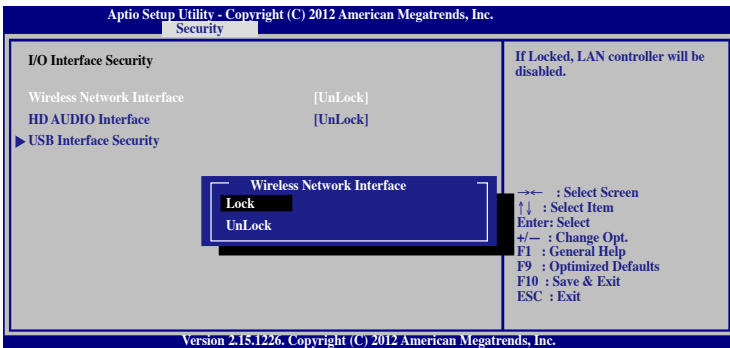 Aptio Setup Utility - Copyright (C) 2012 American Megatrends, Inc.
Security
I/O Interface Security
Wireless Network Interface [UnLock]
HD AUDIO Interface [UnLock]
USB Interface Security
If Locked, LAN controller will be
disabled.
Wireless Network Interface
Lock
UnLock
→← : Select Screen
↑↓ : Select Item
Enter: Select
+/— : Change Opt.
F1 : General Help
F9 : Optimized Defaults
F10 : Save & Exit
ESC : Exit
Version 2.15.1226. Copyright (C) 2012 American Megatrends, Inc.